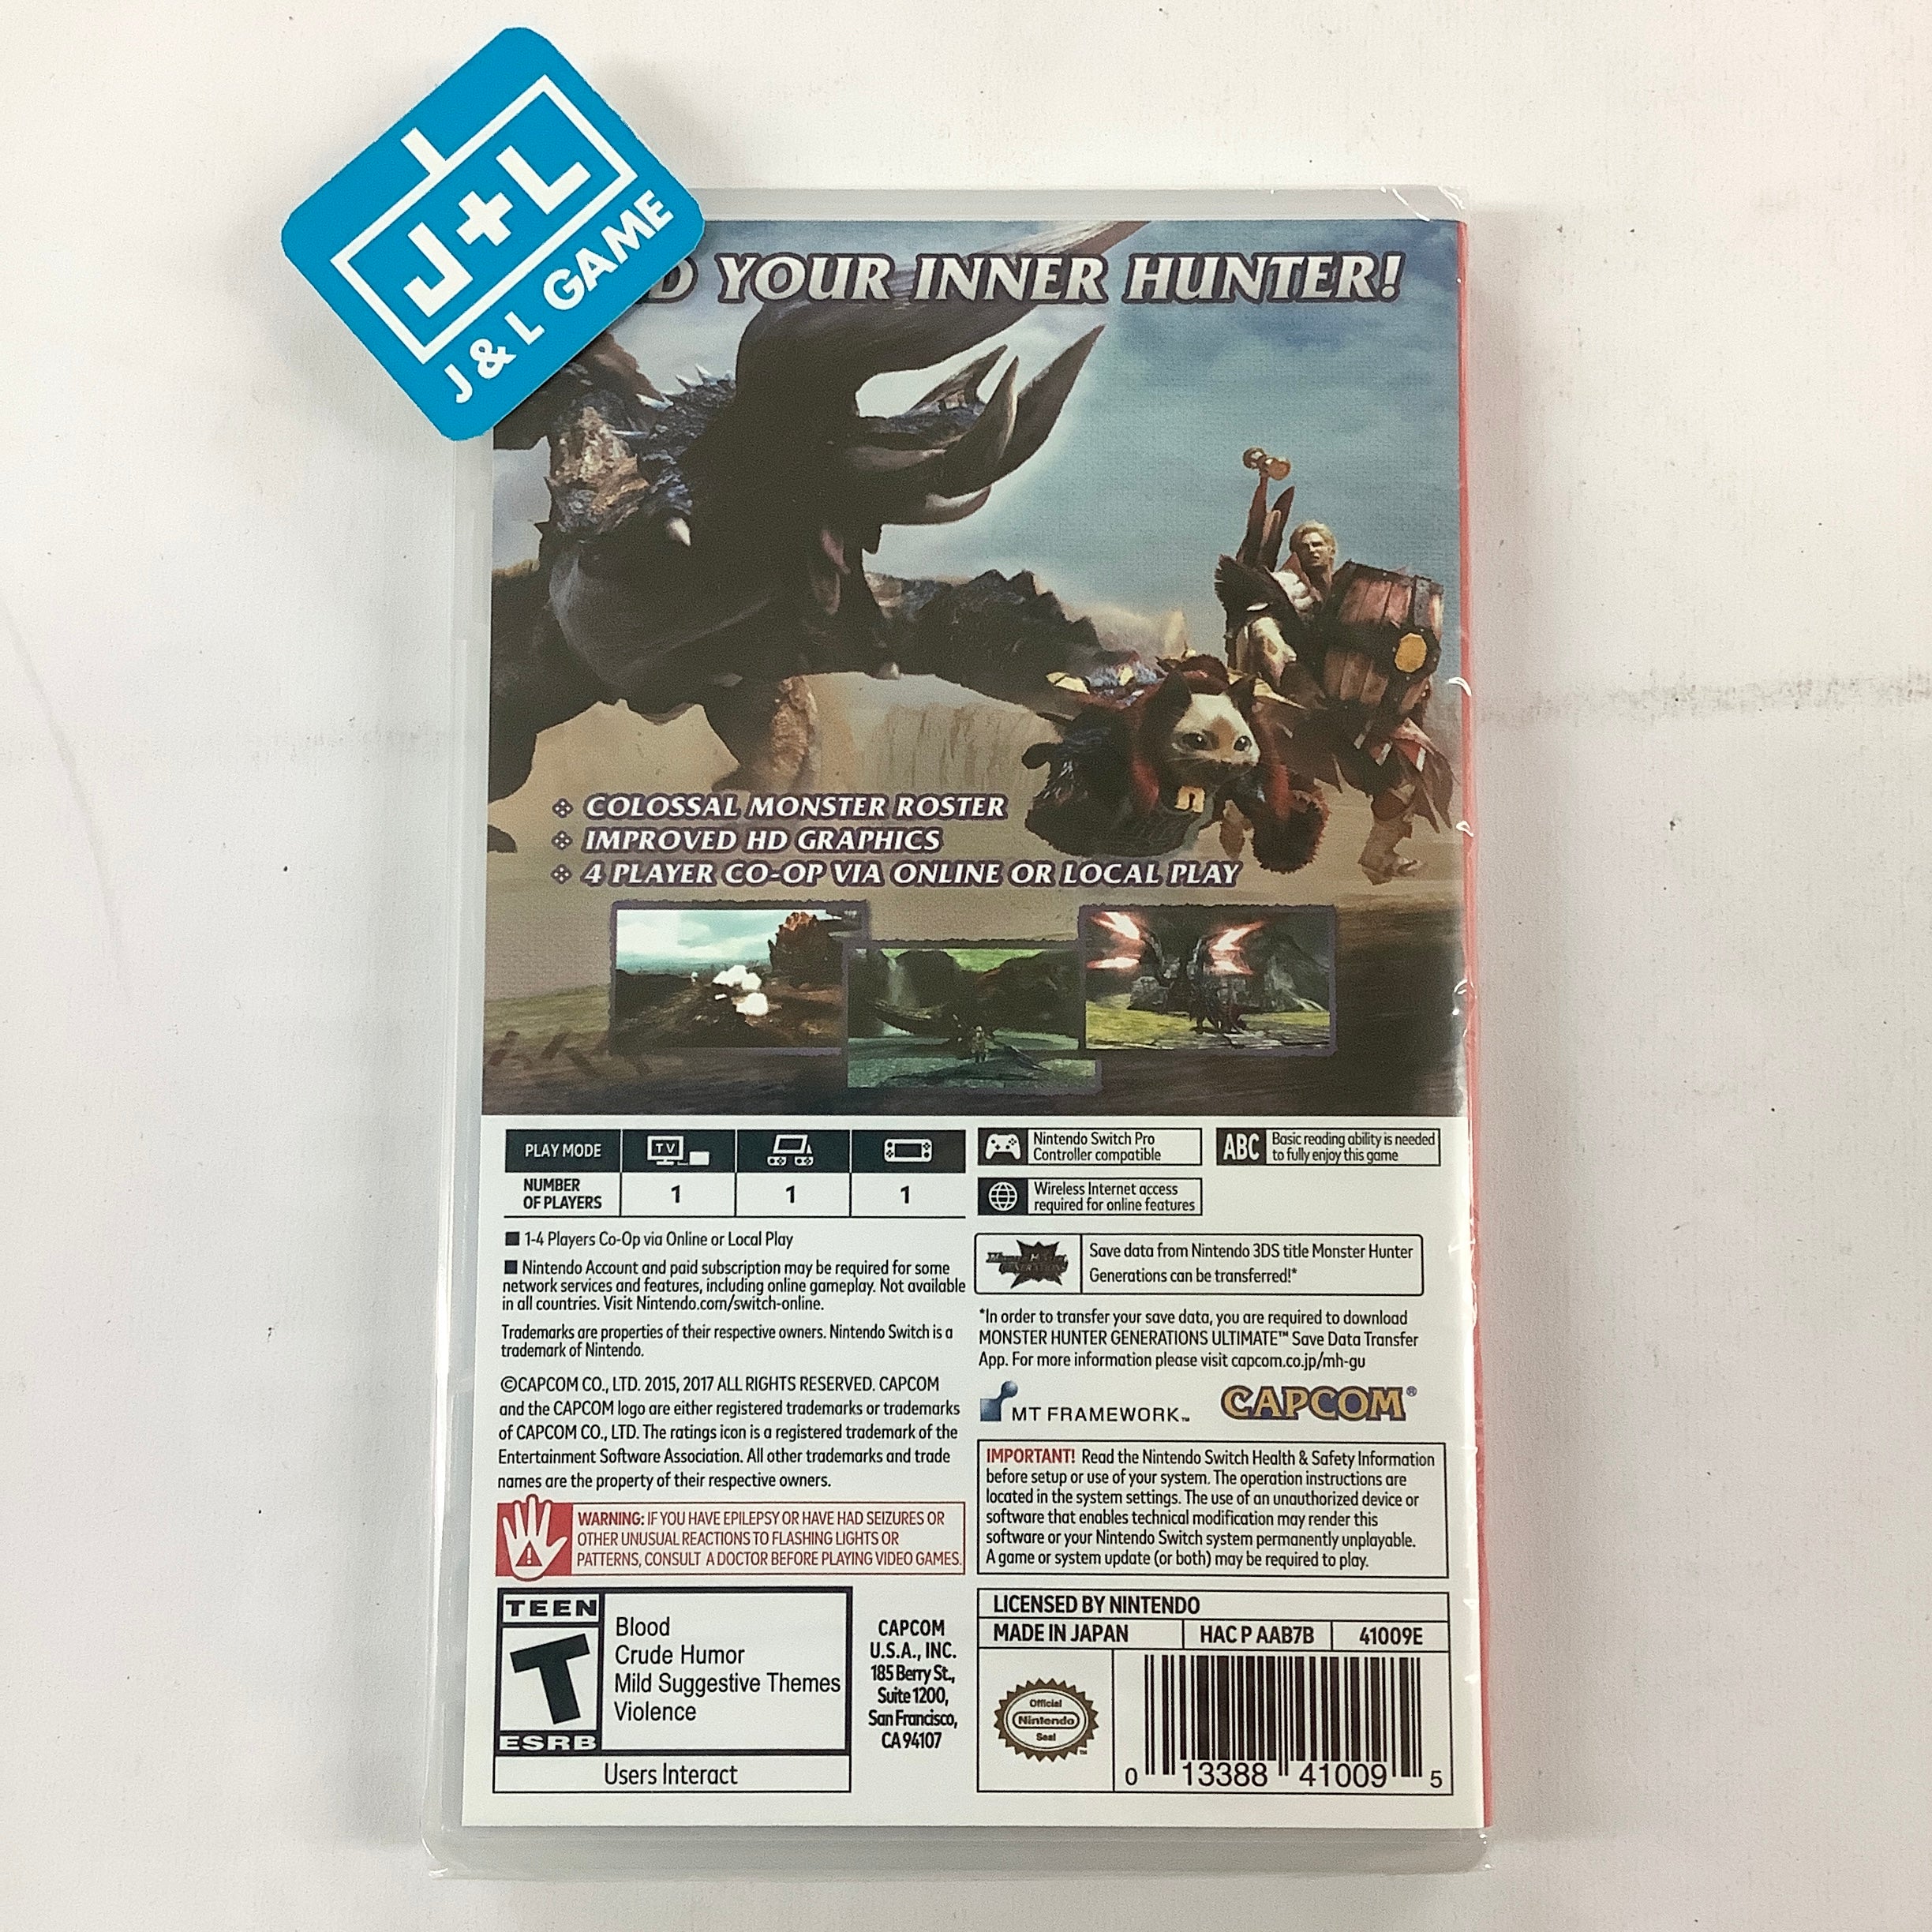 J+L
J & L GAME
D YOUR INNER HUNTER!
COLOSSAL MONSTER ROSTER
IMPROVED HD GRAPHICS
4 PLAYER CO-OP VIA ONLINE OR LOCAL PLAY
PLAY MODE
TV
NUMBER
OF PLAYERS
1 1 1
■ 1-4 Players Co-Op via Online or Local Play
■ Nintendo Account and paid subscription may be required for some
network services and features, including online gameplay. Not available
in all countries. Visit Nintendo.com/switch-online.
Trademarks are properties of their respective owners. Nintendo Switch is a
trademark of Nintendo.
©CAPCOM CO., LTD. 2015, 2017 ALL RIGHTS RESERVED. CAPCOM
and the CAPCOM logo are either registered trademarks or trademarks
of CAPCOM CO., LTD. The ratings icon is a registered trademark of the
Entertainment Software Association. All other trademarks and trade
names are the property of their respective owners.
WARNING: IF YOU HAVE EPILEPSY OR HAVE HAD SEIZURES OR
OTHER UNUSUAL REACTIONS TO FLASHING LIGHTS OR
PATTERNS, CONSULT A DOCTOR BEFORE PLAYING VIDEO GAMES.
TEEN
T
ESRB
Blood
Crude Humor
Mild Suggestive Themes
Violence
Users Interact
CAPCOM
U.S.A., INC.
185 Berry St.,
Suite 1200,
San Francisco,
CA 94107
Nintendo Switch Pro
Controller compatible
ABC
Basic reading ability is needed
to fully enjoy this game
Wireless Internet access
required for online features
Save data from Nintendo 3DS title Monster Hunter
Generations can be transferred!*
*In order to transfer your save data, you are required to download
MONSTER HUNTER GENERATIONS ULTIMATE™ Save Data Transfer
App. For more information please visit capcom.co.jp/mh-gu
MT FRAMEWORK™
CAPCOM®
IMPORTANT! Read the Nintendo Switch Health & Safety Information
before setup or use of your system. The operation instructions are
located in the system settings. The use of an unauthorized device or
software that enables technical modification may render this
software or your Nintendo Switch system permanently unplayable.
A game or system update (or both) may be required to play.
LICENSED BY NINTENDO
MADE IN JAPAN
HAC P AAB7B
41009E
Official
Nintendo
Seal
™
0 13388 41009 5